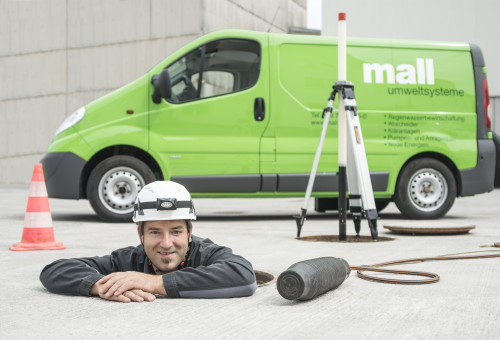 mall
umweltsysteme
• Regenwasserbewirtschaftung
• Abscheider
• Kläranlagen
• Pumpen- und Anlagen
• Neue Energien